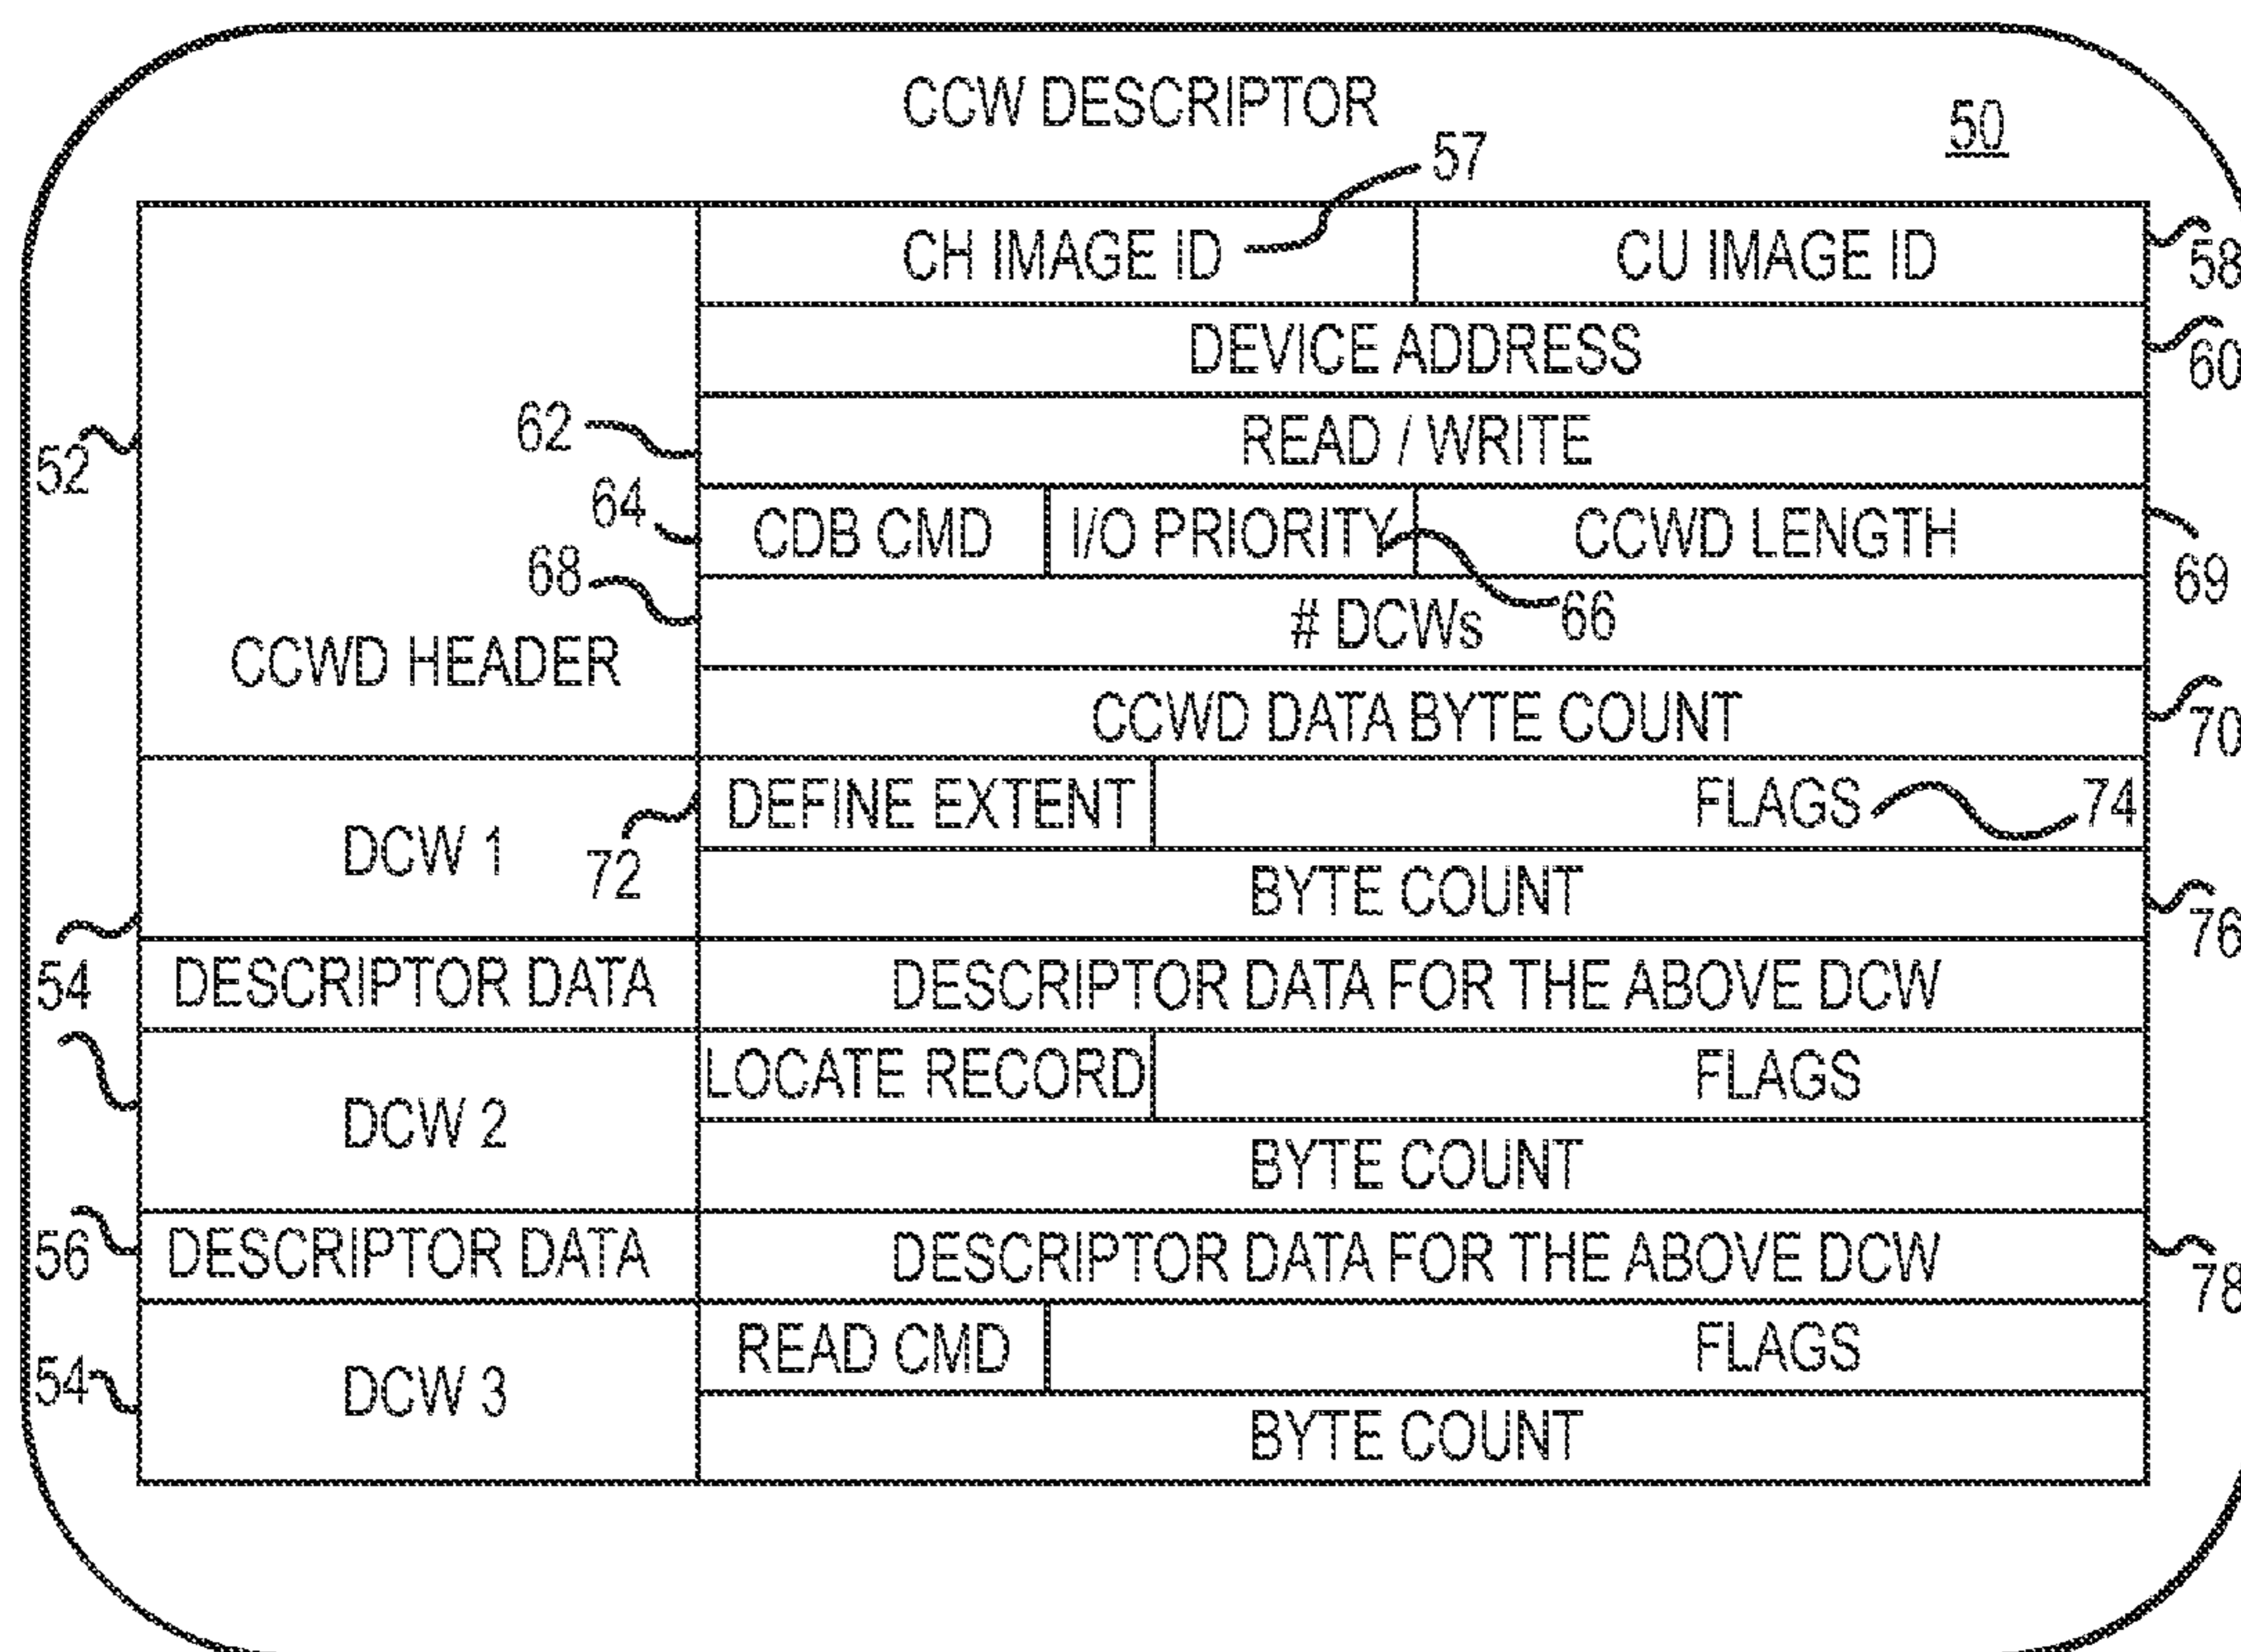 CCW DESCRIPTOR
50
57
CH IMAGE ID
CU IMAGE ID
58
DEVICE ADDRESS
60
62
READ / WRITE
52
64
CDB CMD
I/O PRIORITY
CCWD LENGTH
69
68
# DCWs
66
CCWD HEADER
CCWD DATA BYTE COUNT
70
DEFINE EXTENT
FLAGS
74
DCW 1
72
BYTE COUNT
76
54
DESCRIPTOR DATA
DESCRIPTOR DATA FOR THE ABOVE DCW
LOCATE RECORD
FLAGS
DCW 2
BYTE COUNT
56
DESCRIPTOR DATA
DESCRIPTOR DATA FOR THE ABOVE DCW
78
READ CMD
FLAGS
54
DCW 3
BYTE COUNT